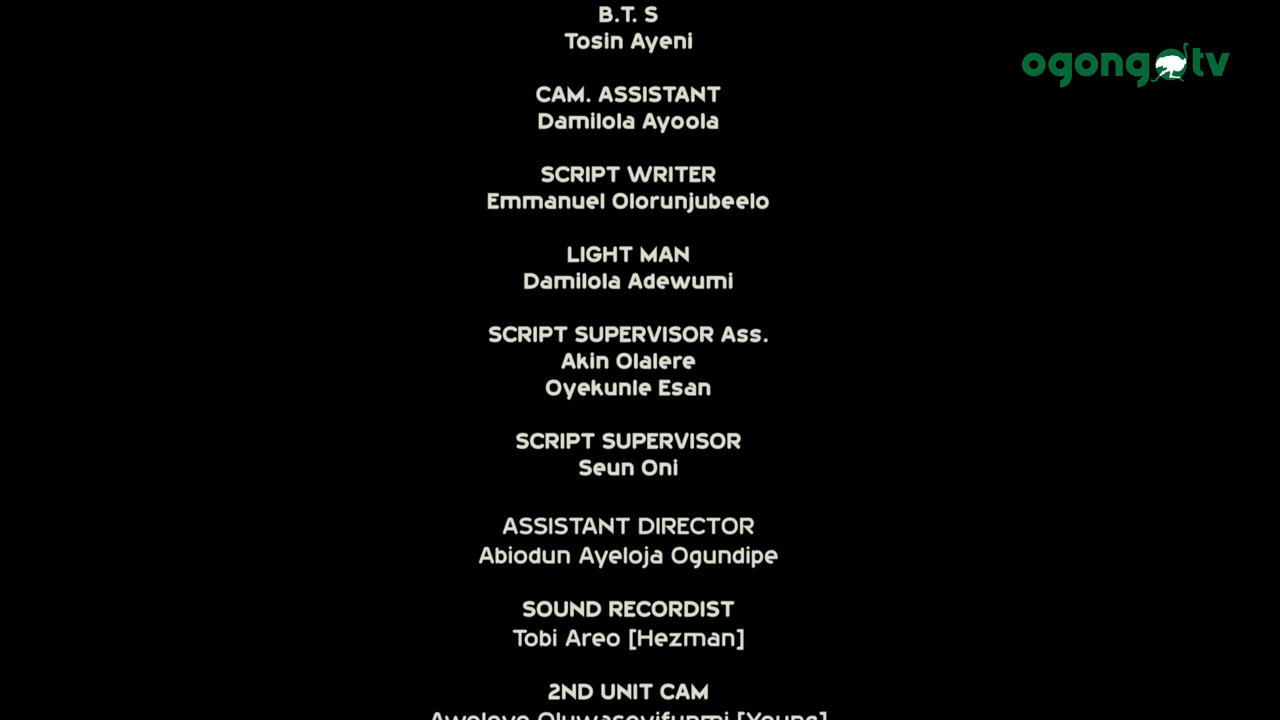 B.T. S
Tosin Ayeni
ogongotv
CAM. ASSISTANT
Damilola Ayoola
SCRIPT WRITER
Emmanuel Olorunjubeelo
LIGHT MAN
Damilola Adewumi
SCRIPT SUPERVISOR Ass.
Akin Olalere
Oyekunle Esan
SCRIPT SUPERVISOR
Seun Oni
ASSISTANT DIRECTOR
Abiodun Ayeloja Ogundipe
SOUND RECORDIST
Tobi Areo [Hezman]
2ND UNIT CAM
[Young]